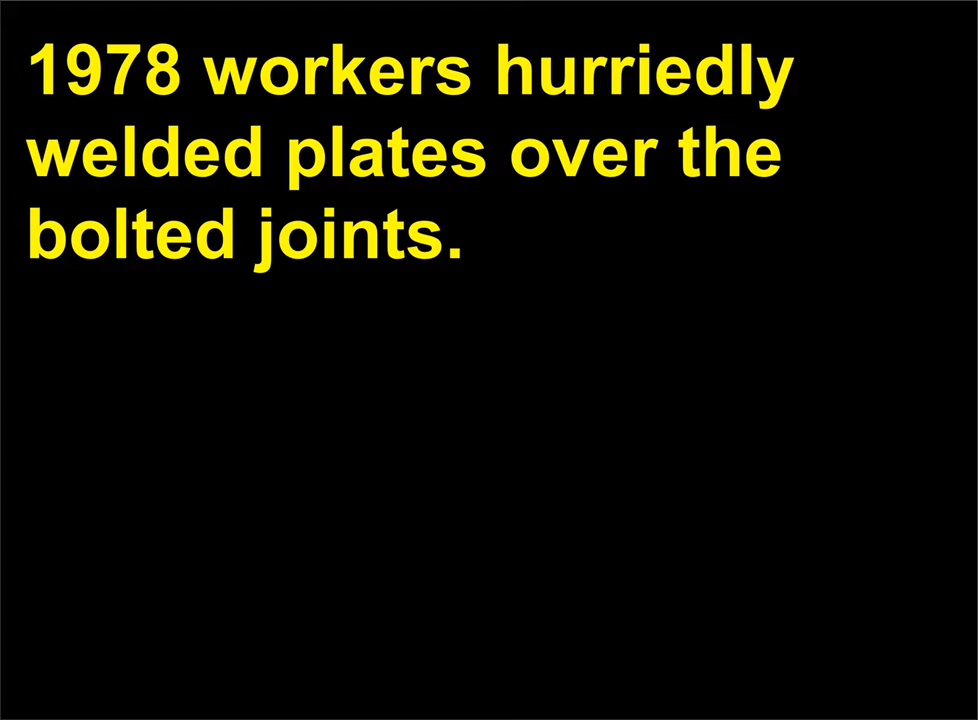 1978 workers hurriedly
welded plates over the
bolted joints.